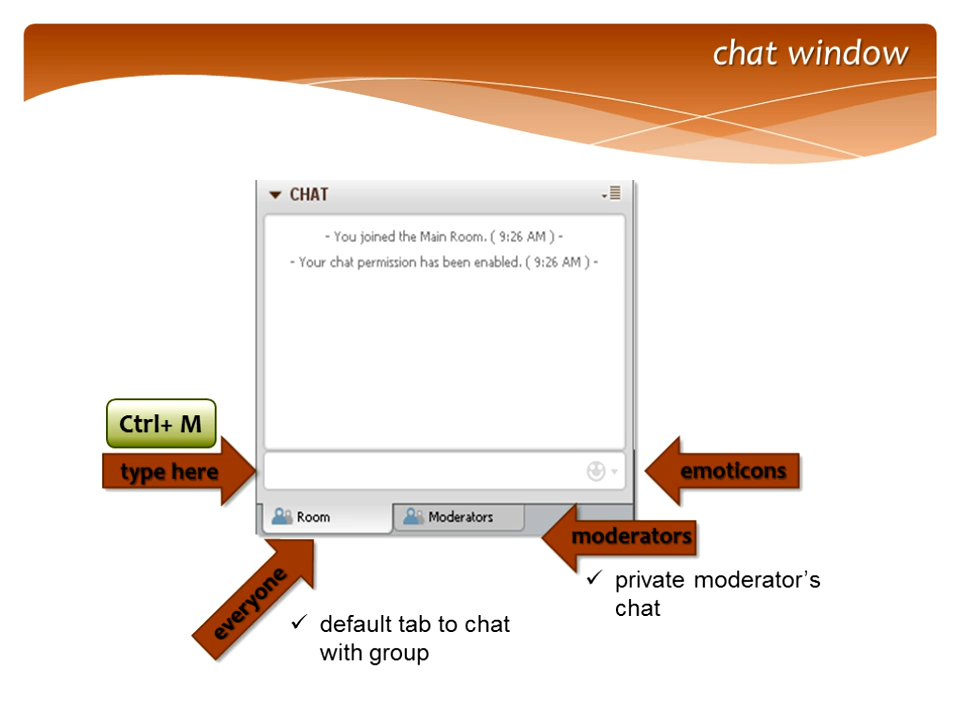 chat window
CHAT
- You joined the Main Room. ( 9:26 AM ) -
- Your chat permission has been enabled. ( 9:26 AM ) -
Ctrl+ M
type here
emoticons
Room
Moderators
moderators
everyone
✓ private moderator’s
chat
✓ default tab to chat
with group